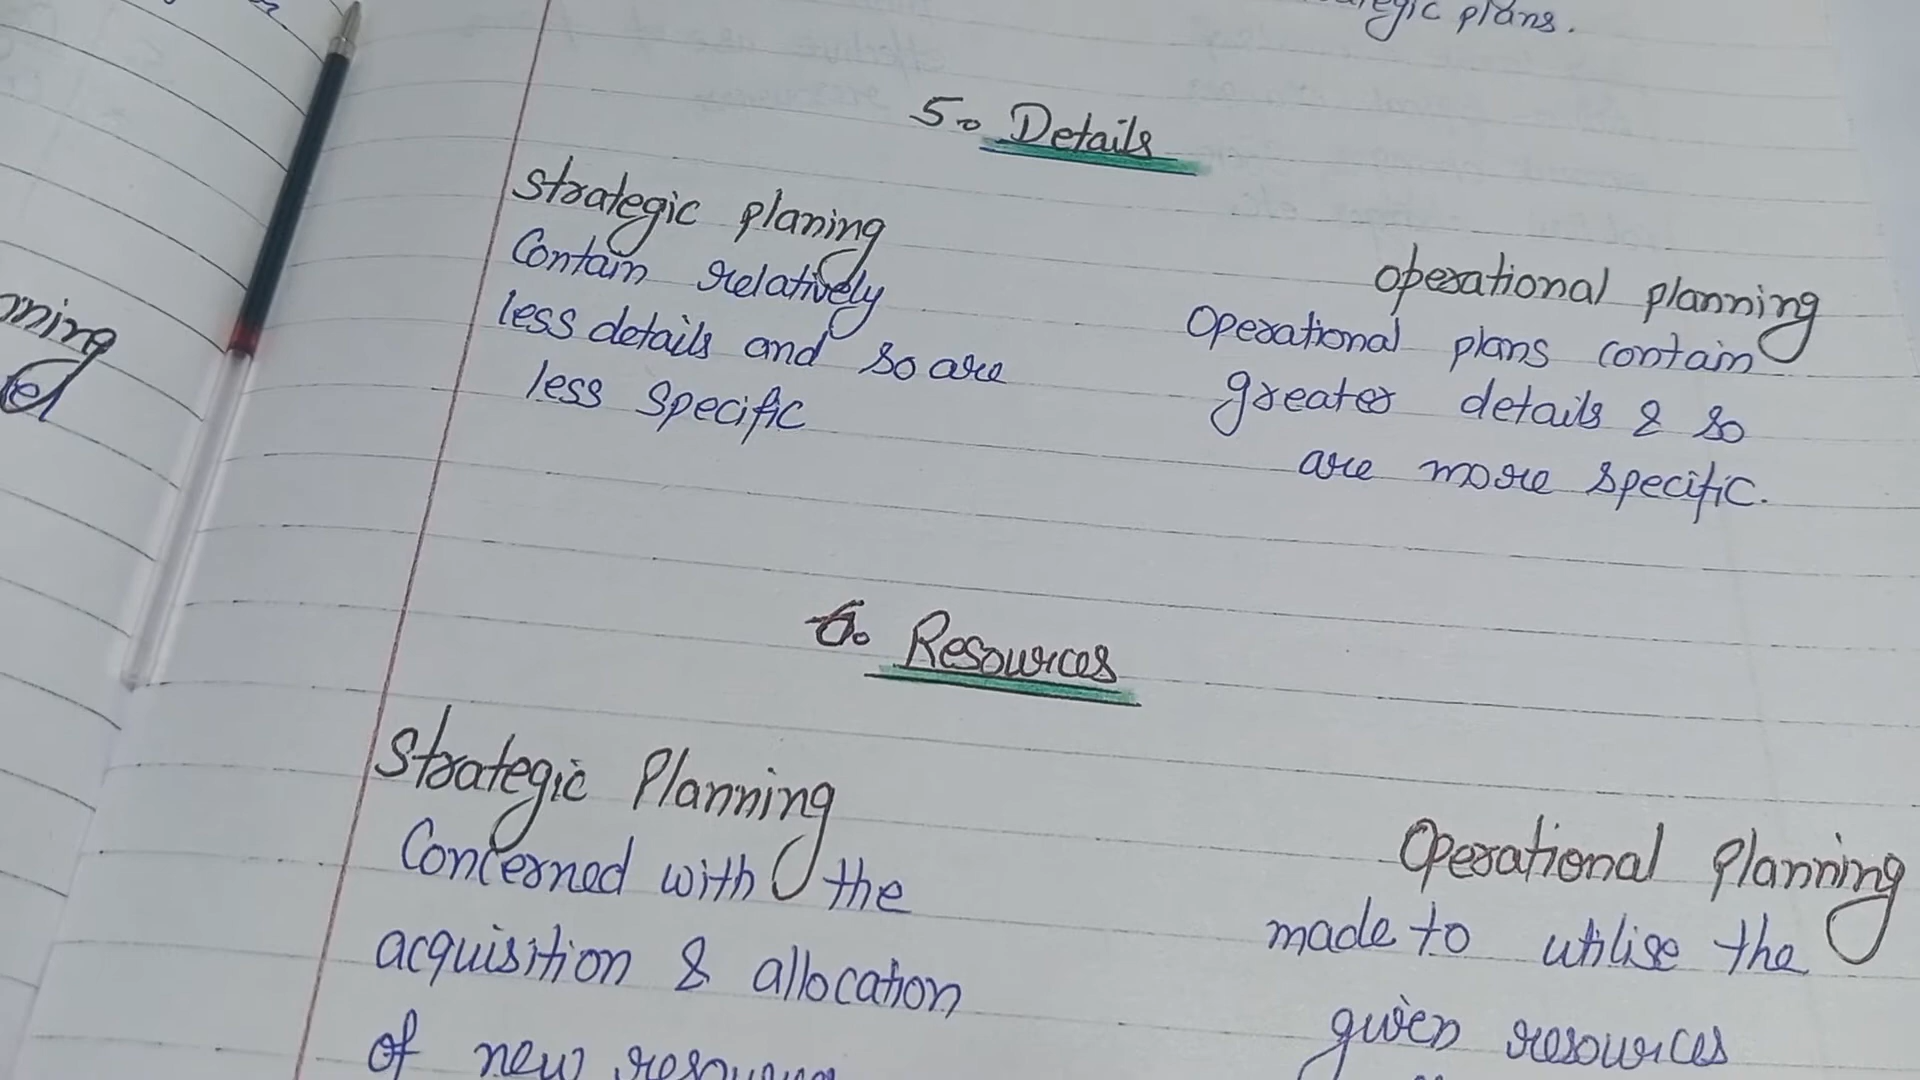 plans.
5. Details
Strategic planing
Contain relatively
less details and so are
less specific
operational planning
Operational plans contain
greater details & so
are more specific.
6. Resources
Strategic Planning
Concerned with the
acquisition & allocation
of new
Operational Planning
made to utilise the
given resources